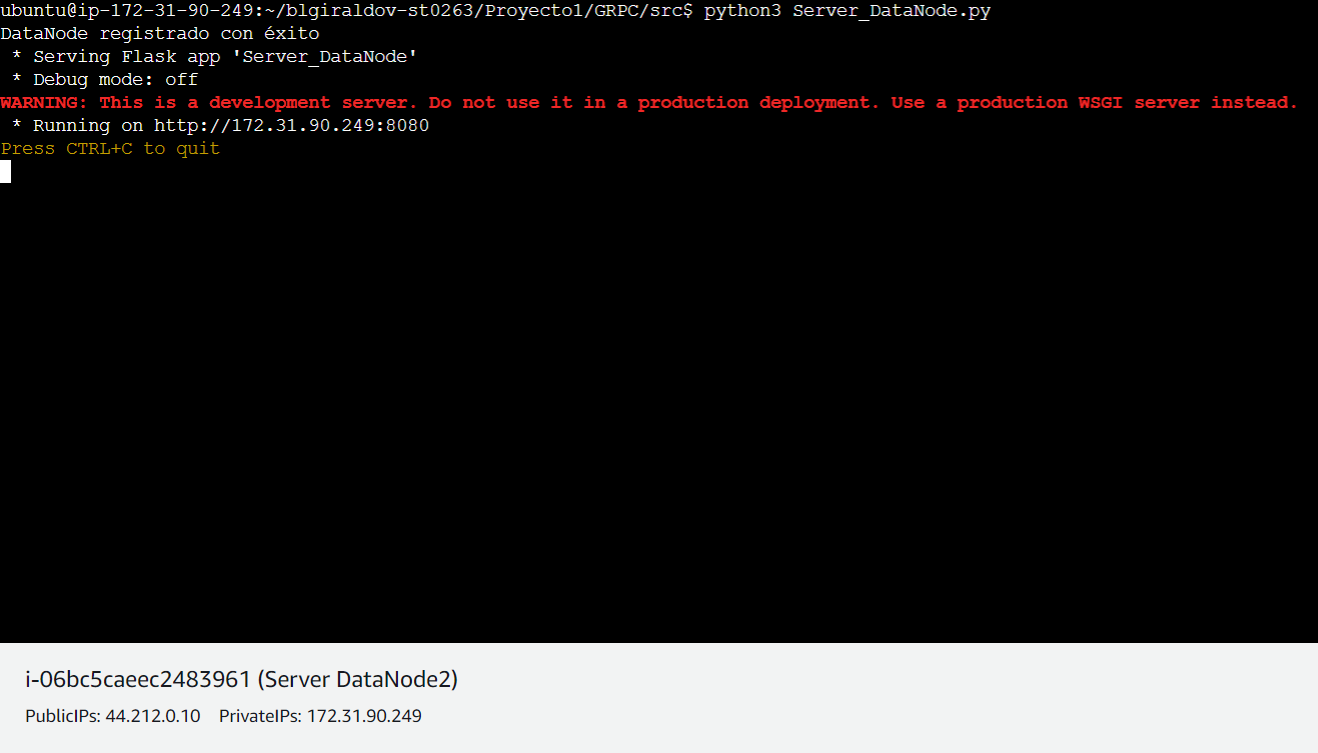 ubuntu@ip-172-31-90-249:~/blgiraldov-st0263/Proyecto1/GRPC/src$ python3 Server_DataNode.py
DataNode registrado con éxito
 * Serving Flask app 'Server_DataNode'
 * Debug mode: off
WARNING: This is a development server. Do not use it in a production deployment. Use a production WSGI server instead.
 * Running on http://172.31.90.249:8080
Press CTRL+C to quit
i-06bc5caeec2483961 (Server DataNode2)
PublicIPs: 44.212.0.10 PrivateIPs: 172.31.90.249